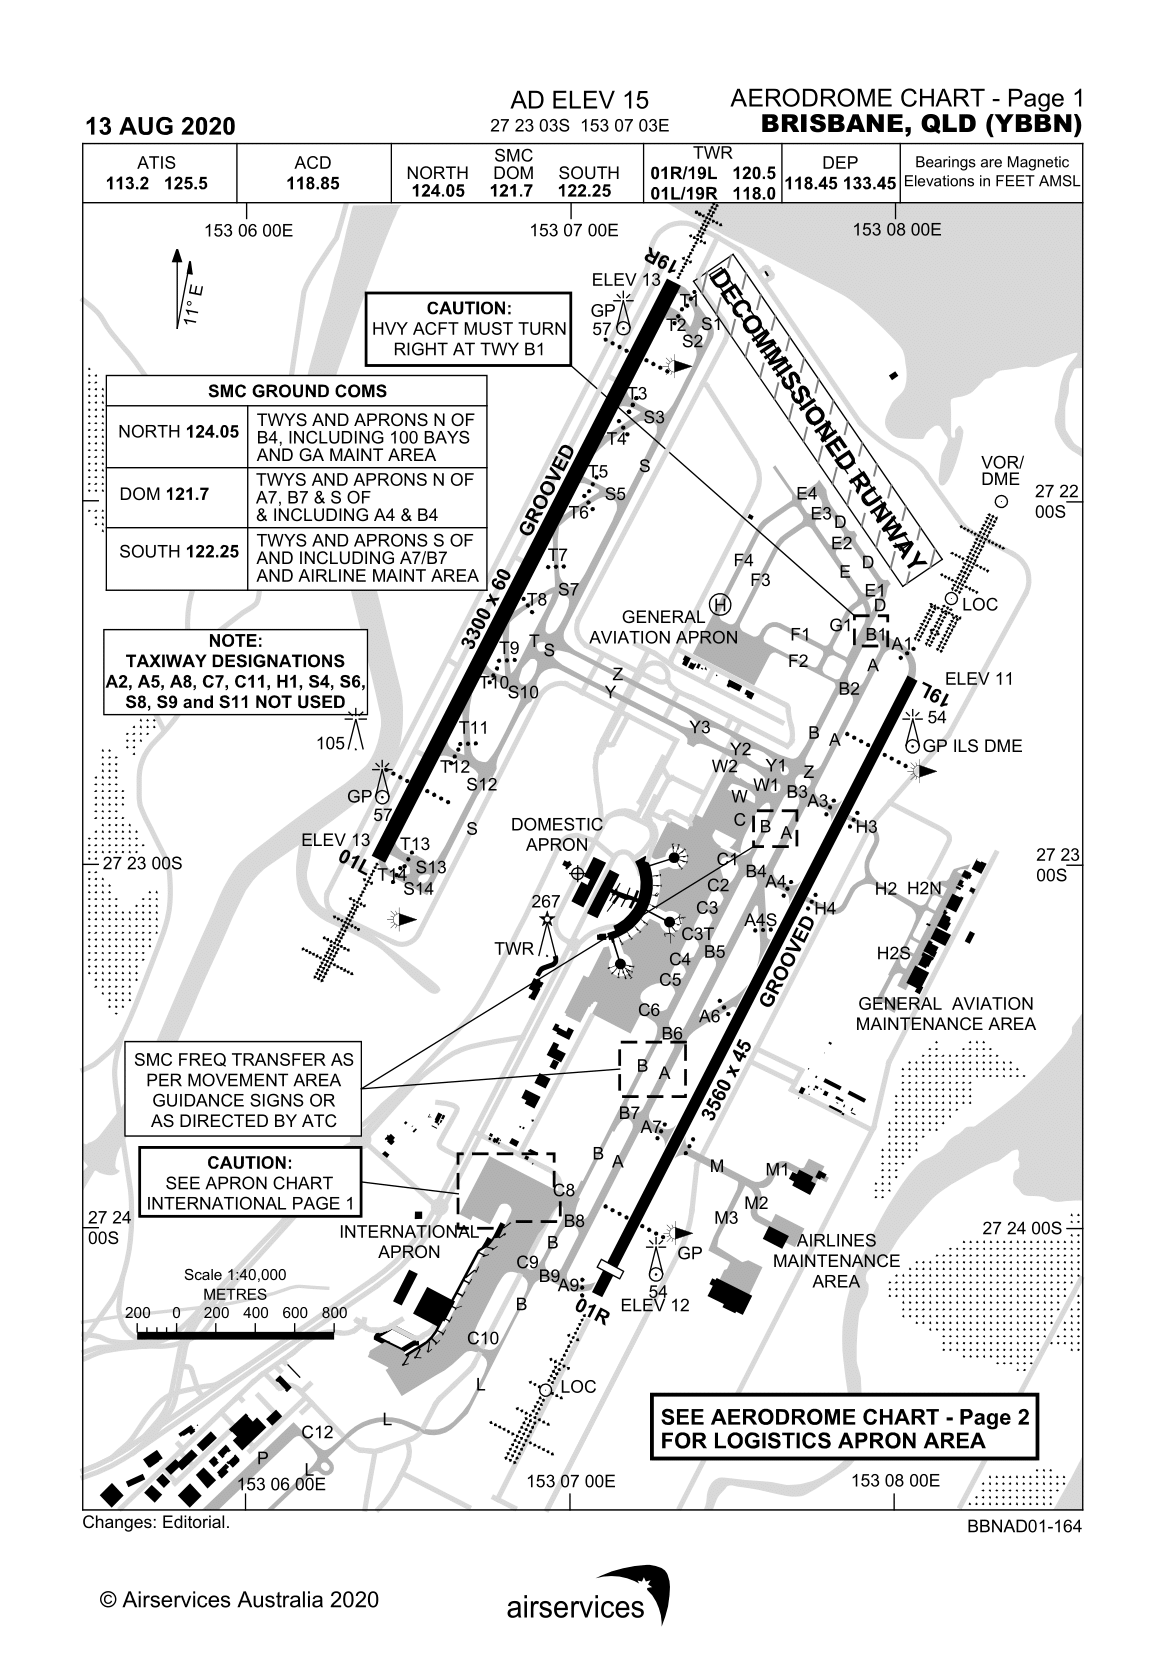 AD ELEV 15
AERODROME CHART - Page 1
13 AUG 2020
27 23 03S 153 07 03E
BRISBANE, QLD (YBBN)
ATIS
113.2 125.5
ACD
118.85
SMC
NORTH DOM SOUTH
124.05 121.7 122.25
TWR
01R/19L 120.5
01L/19R 118.0
DEP
118.45 133.45
Bearings are Magnetic
Elevations in FEET AMSL
153 06 00E
153 07 00E
153 08 00E
11° E
19R
ELEV 13
GP
57
CAUTION:
HVY ACFT MUST TURN
RIGHT AT TWY B1
T1
T2
S1
S2
DECOMMISSIONED RUNWAY
SMC GROUND COMS
NORTH 124.05
TWYS AND APRONS N OF
B4, INCLUDING 100 BAYS
AND GA MAINT AREA
DOM 121.7
TWYS AND APRONS N OF
A7, B7 & S OF
& INCLUDING A4 & B4
SOUTH 122.25
TWYS AND APRONS S OF
AND INCLUDING A7/B7
AND AIRLINE MAINT AREA
T3
S3
T4
S
T5
S5
T6
GROOVED
VOR/
DME
27 22
00S
E4
E3
D
E2
D
E
E1
D
F4
F3
T7
S7
T8
3300 x 60
H
LOC
GENERAL
AVIATION APRON
G1
B1
A1
F1
F2
A
B2
ELEV 11
19L
NOTE:
TAXIWAY DESIGNATIONS
A2, A5, A8, C7, C11, H1, S4, S6,
S8, S9 and S11 NOT USED
T
S
T9
T10
S10
Z
Y
105
T11
T12
S12
Y3
Y2
W2
Y1
W1
Z
W
B
A
B3
A3
54
GP ILS DME
GP
57
ELEV 13
01L
S
T13
S13
T14
S14
27 23 00S
DOMESTIC
APRON
C
B
A
H3
27 23
00S
C1
B4
A4
C2
C3
H4
H2
H2N
A4S
C3T
B5
GROOVED
H2S
267
TWR
C4
C5
C6
A6
B6
GENERAL AVIATION
MAINTENANCE AREA
SMC FREQ TRANSFER AS
PER MOVEMENT AREA
GUIDANCE SIGNS OR
AS DIRECTED BY ATC
B
A
3560 x 45
B7
A7
B
A
CAUTION:
SEE APRON CHART
INTERNATIONAL PAGE 1
M
M1
M2
M3
C8
B8
27 24
00S
27 24 00S
INTERNATIONAL
APRON
B
C9
B9
A9
GP
54
ELEV 12
01R
AIRLINES
MAINTENANCE
AREA
Scale 1:40,000
METRES
200 0 200 400 600 800
B
C10
L
LOC
L
C12
P
L
SEE AERODROME CHART - Page 2
FOR LOGISTICS APRON AREA
153 06 00E
153 07 00E
153 08 00E
Changes: Editorial.
BBNAD01-164
© Airservices Australia 2020
airservices